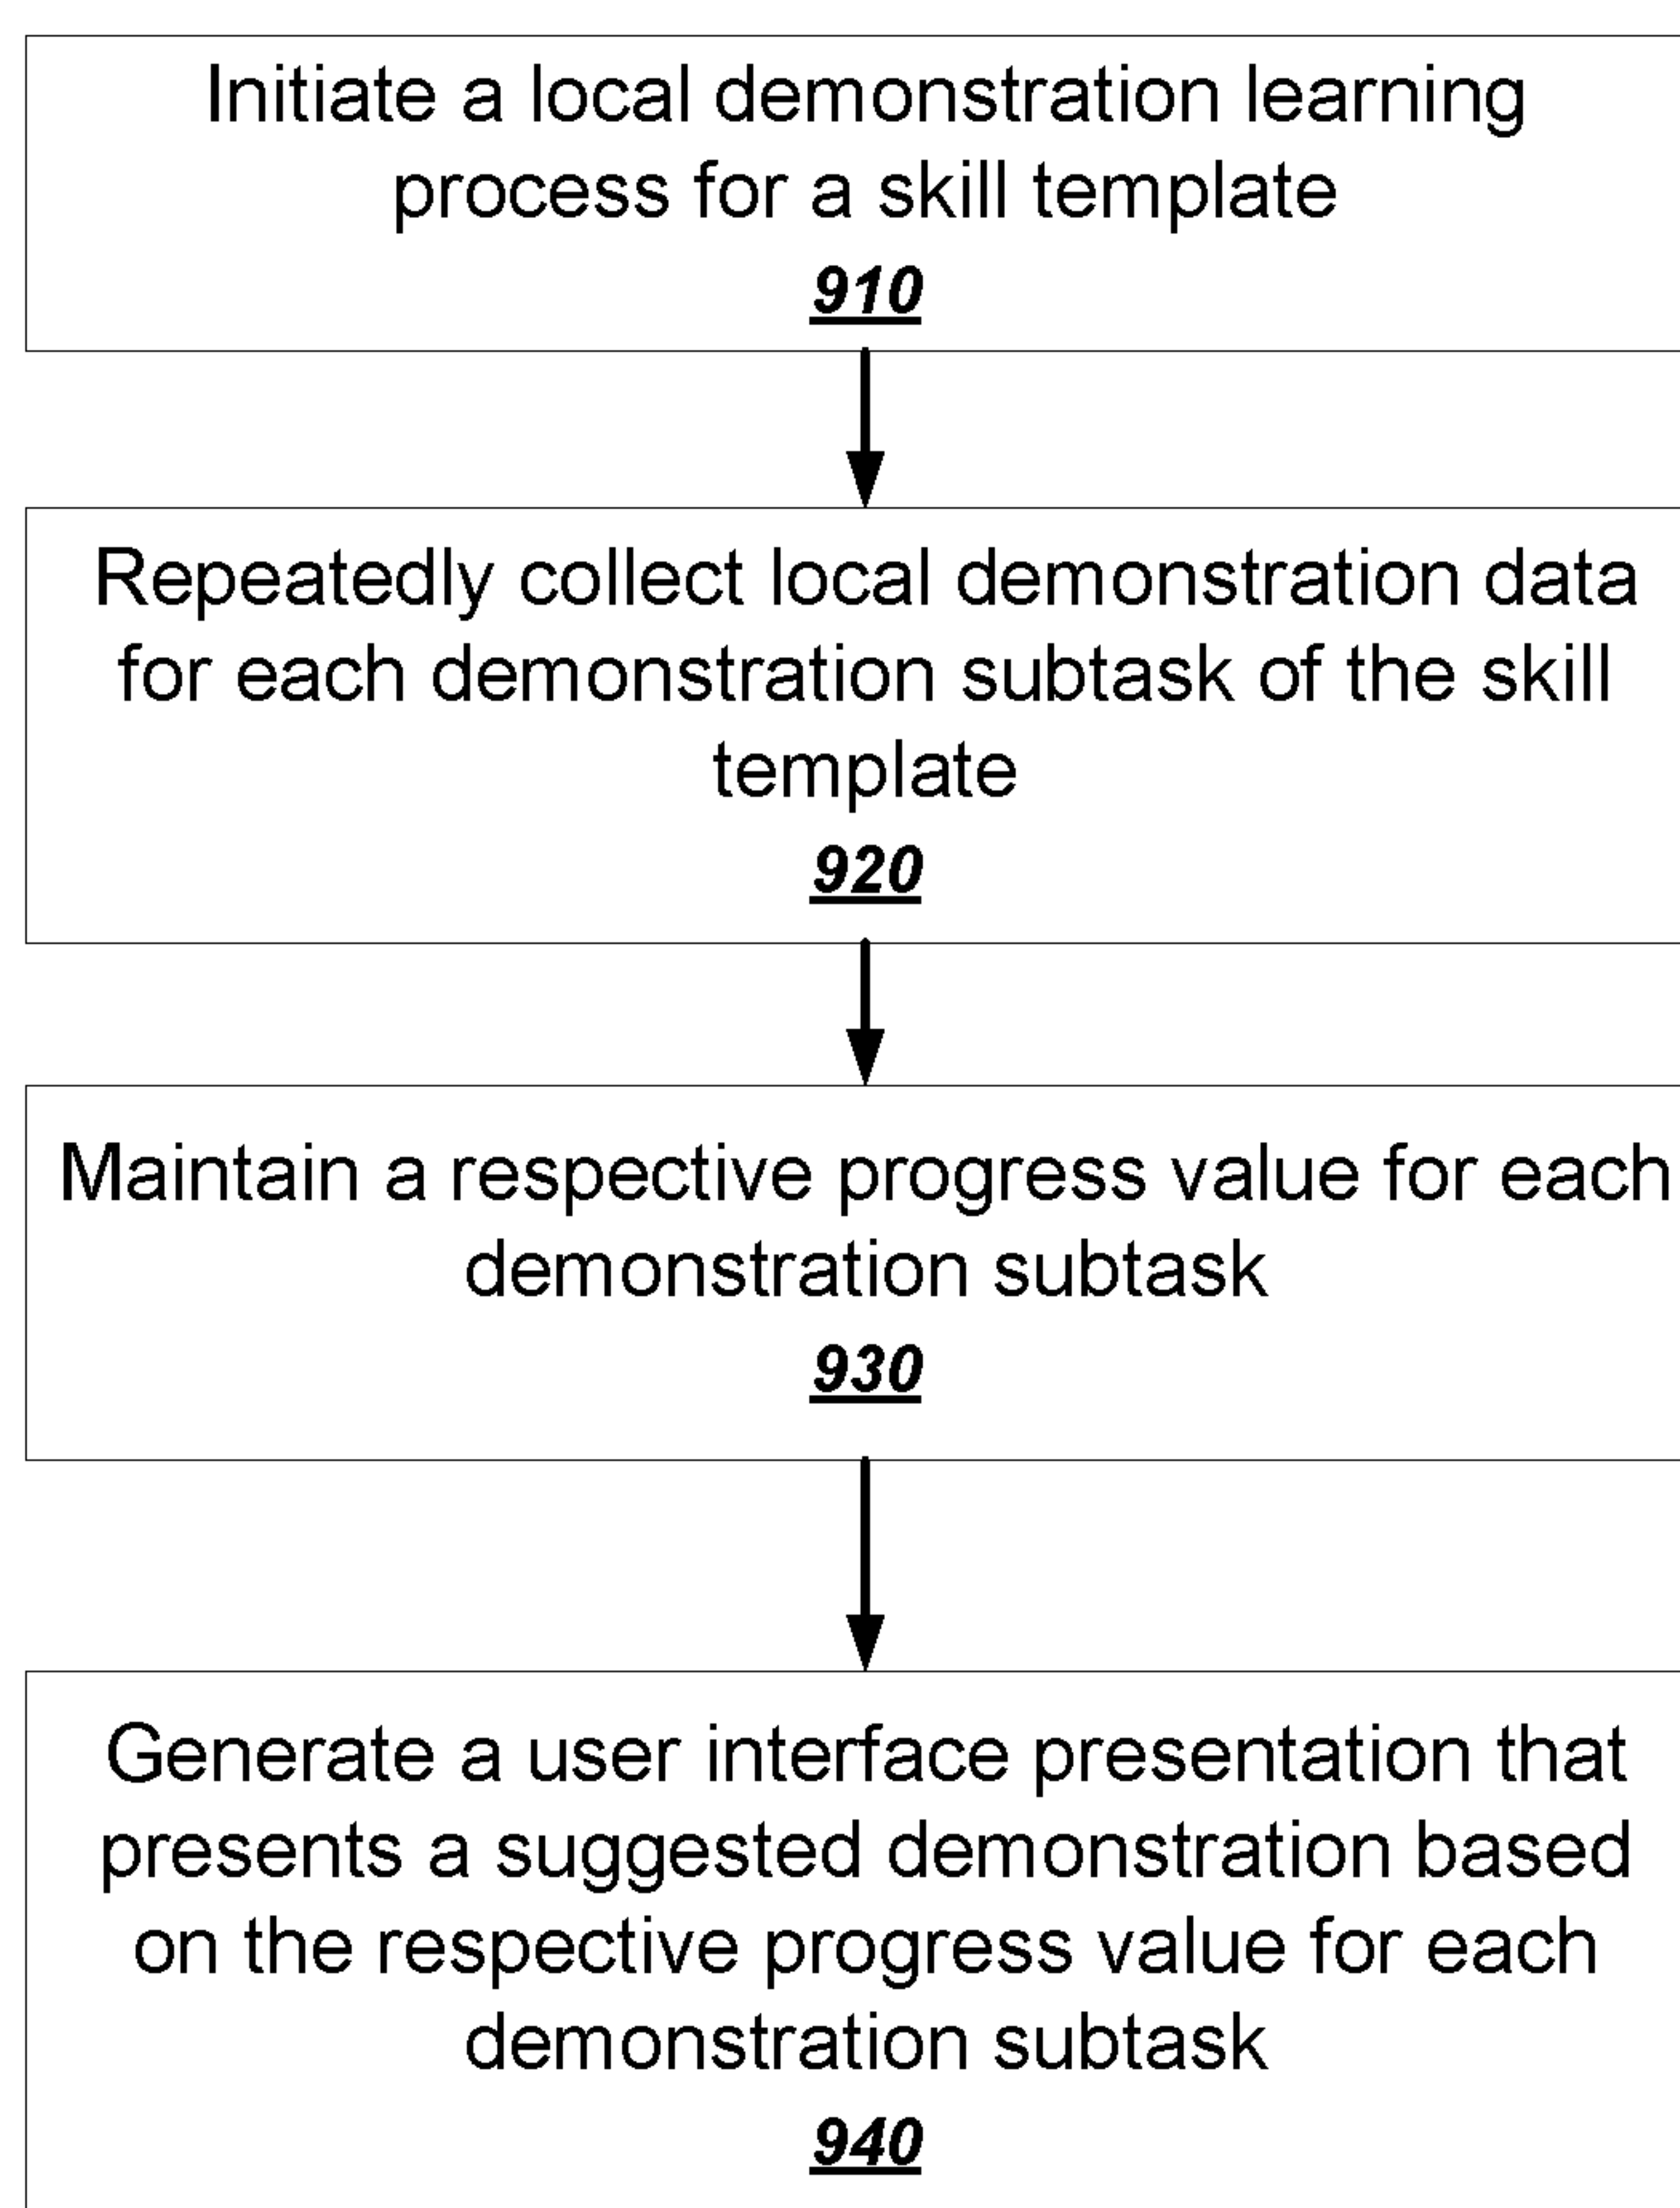 Initiate a local demonstration learning
process for a skill template
910
Repeatedly collect local demonstration data
for each demonstration subtask of the skill
template
920
Maintain a respective progress value for each
demonstration subtask
930
Generate a user interface presentation that
presents a suggested demonstration based
on the respective progress value for each
demonstration subtask
940